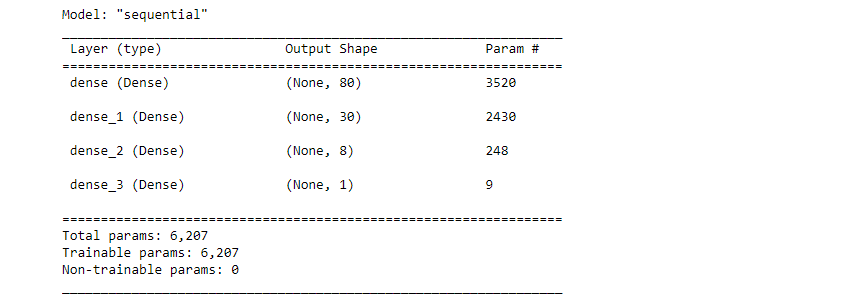 Model: "sequential"
_________________________________________________________________
Layer (type) Output Shape Param #
=================================================================
dense (Dense) (None, 80) 3520
dense_1 (Dense) (None, 30) 2430
dense_2 (Dense) (None, 8) 248
dense_3 (Dense) (None, 1) 9
=================================================================
Total params: 6,207
Trainable params: 6,207
Non-trainable params: 0
_________________________________________________________________